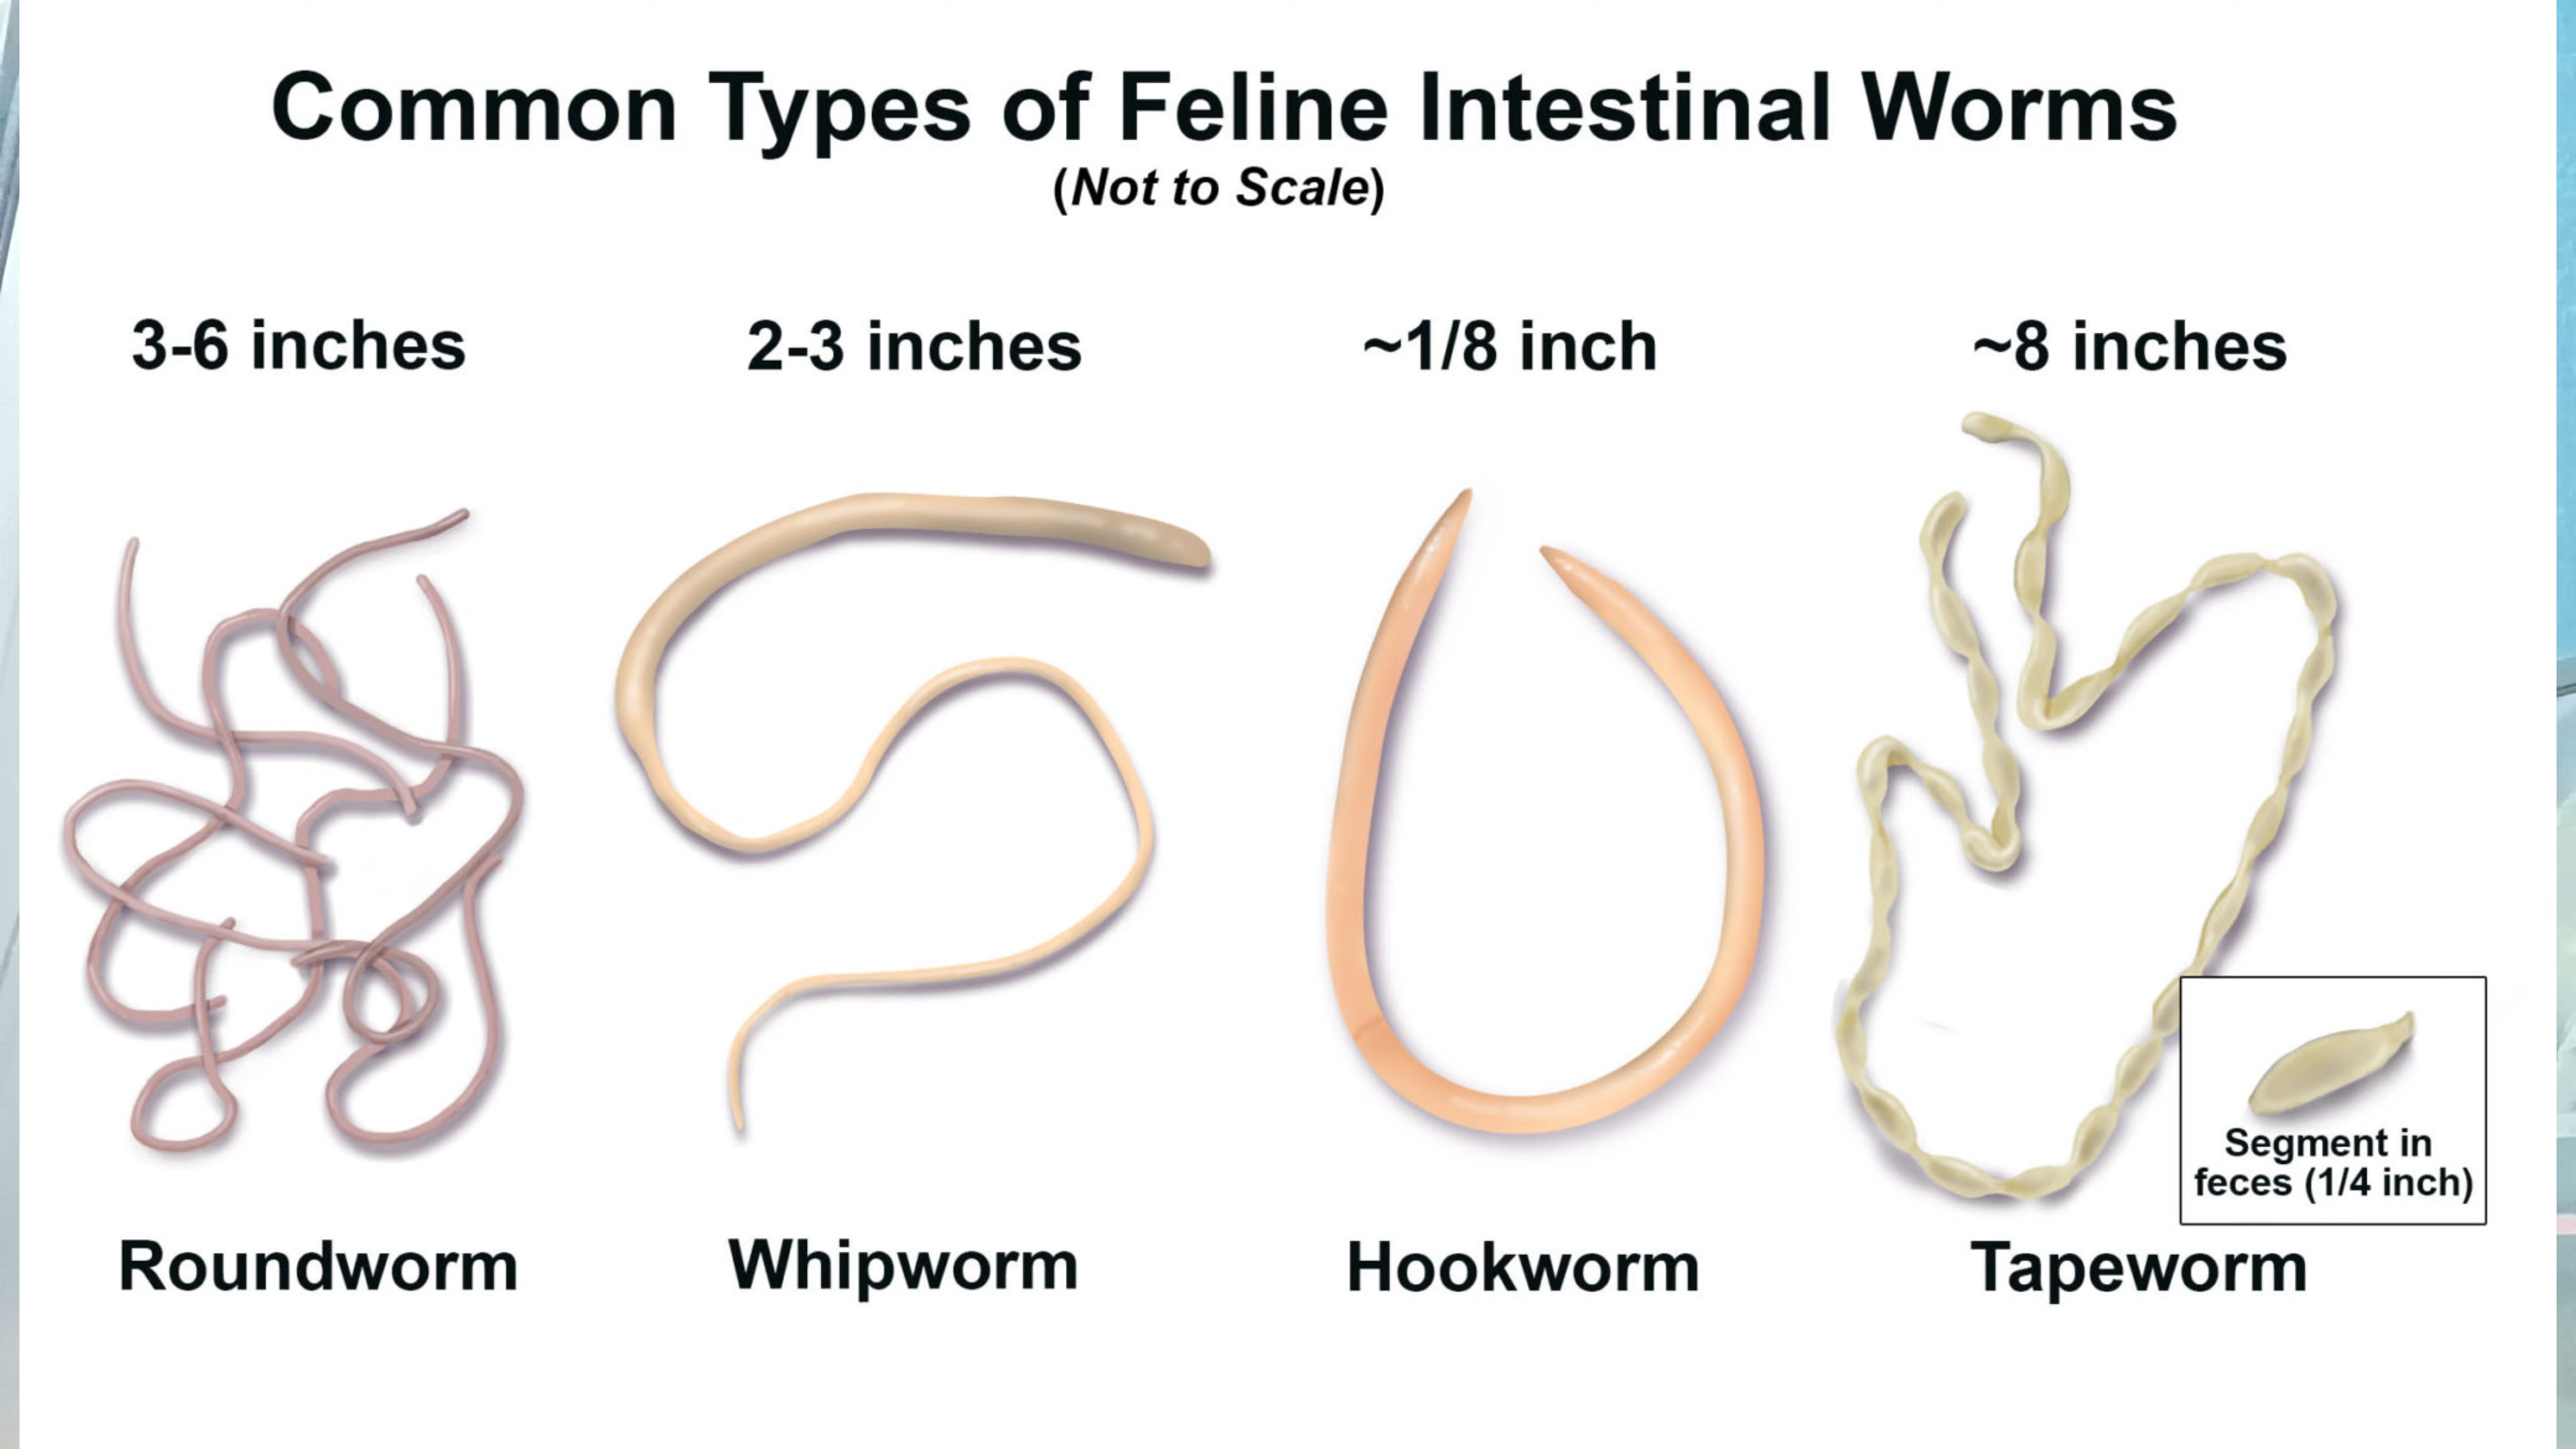 Common Types of Feline Intestinal Worms
(Not to Scale)
3-6 inches
2-3 inches
~1/8 inch
~8 inches
Segment in
feces (1/4 inch)
Roundworm
Whipworm
Hookworm
Tapeworm